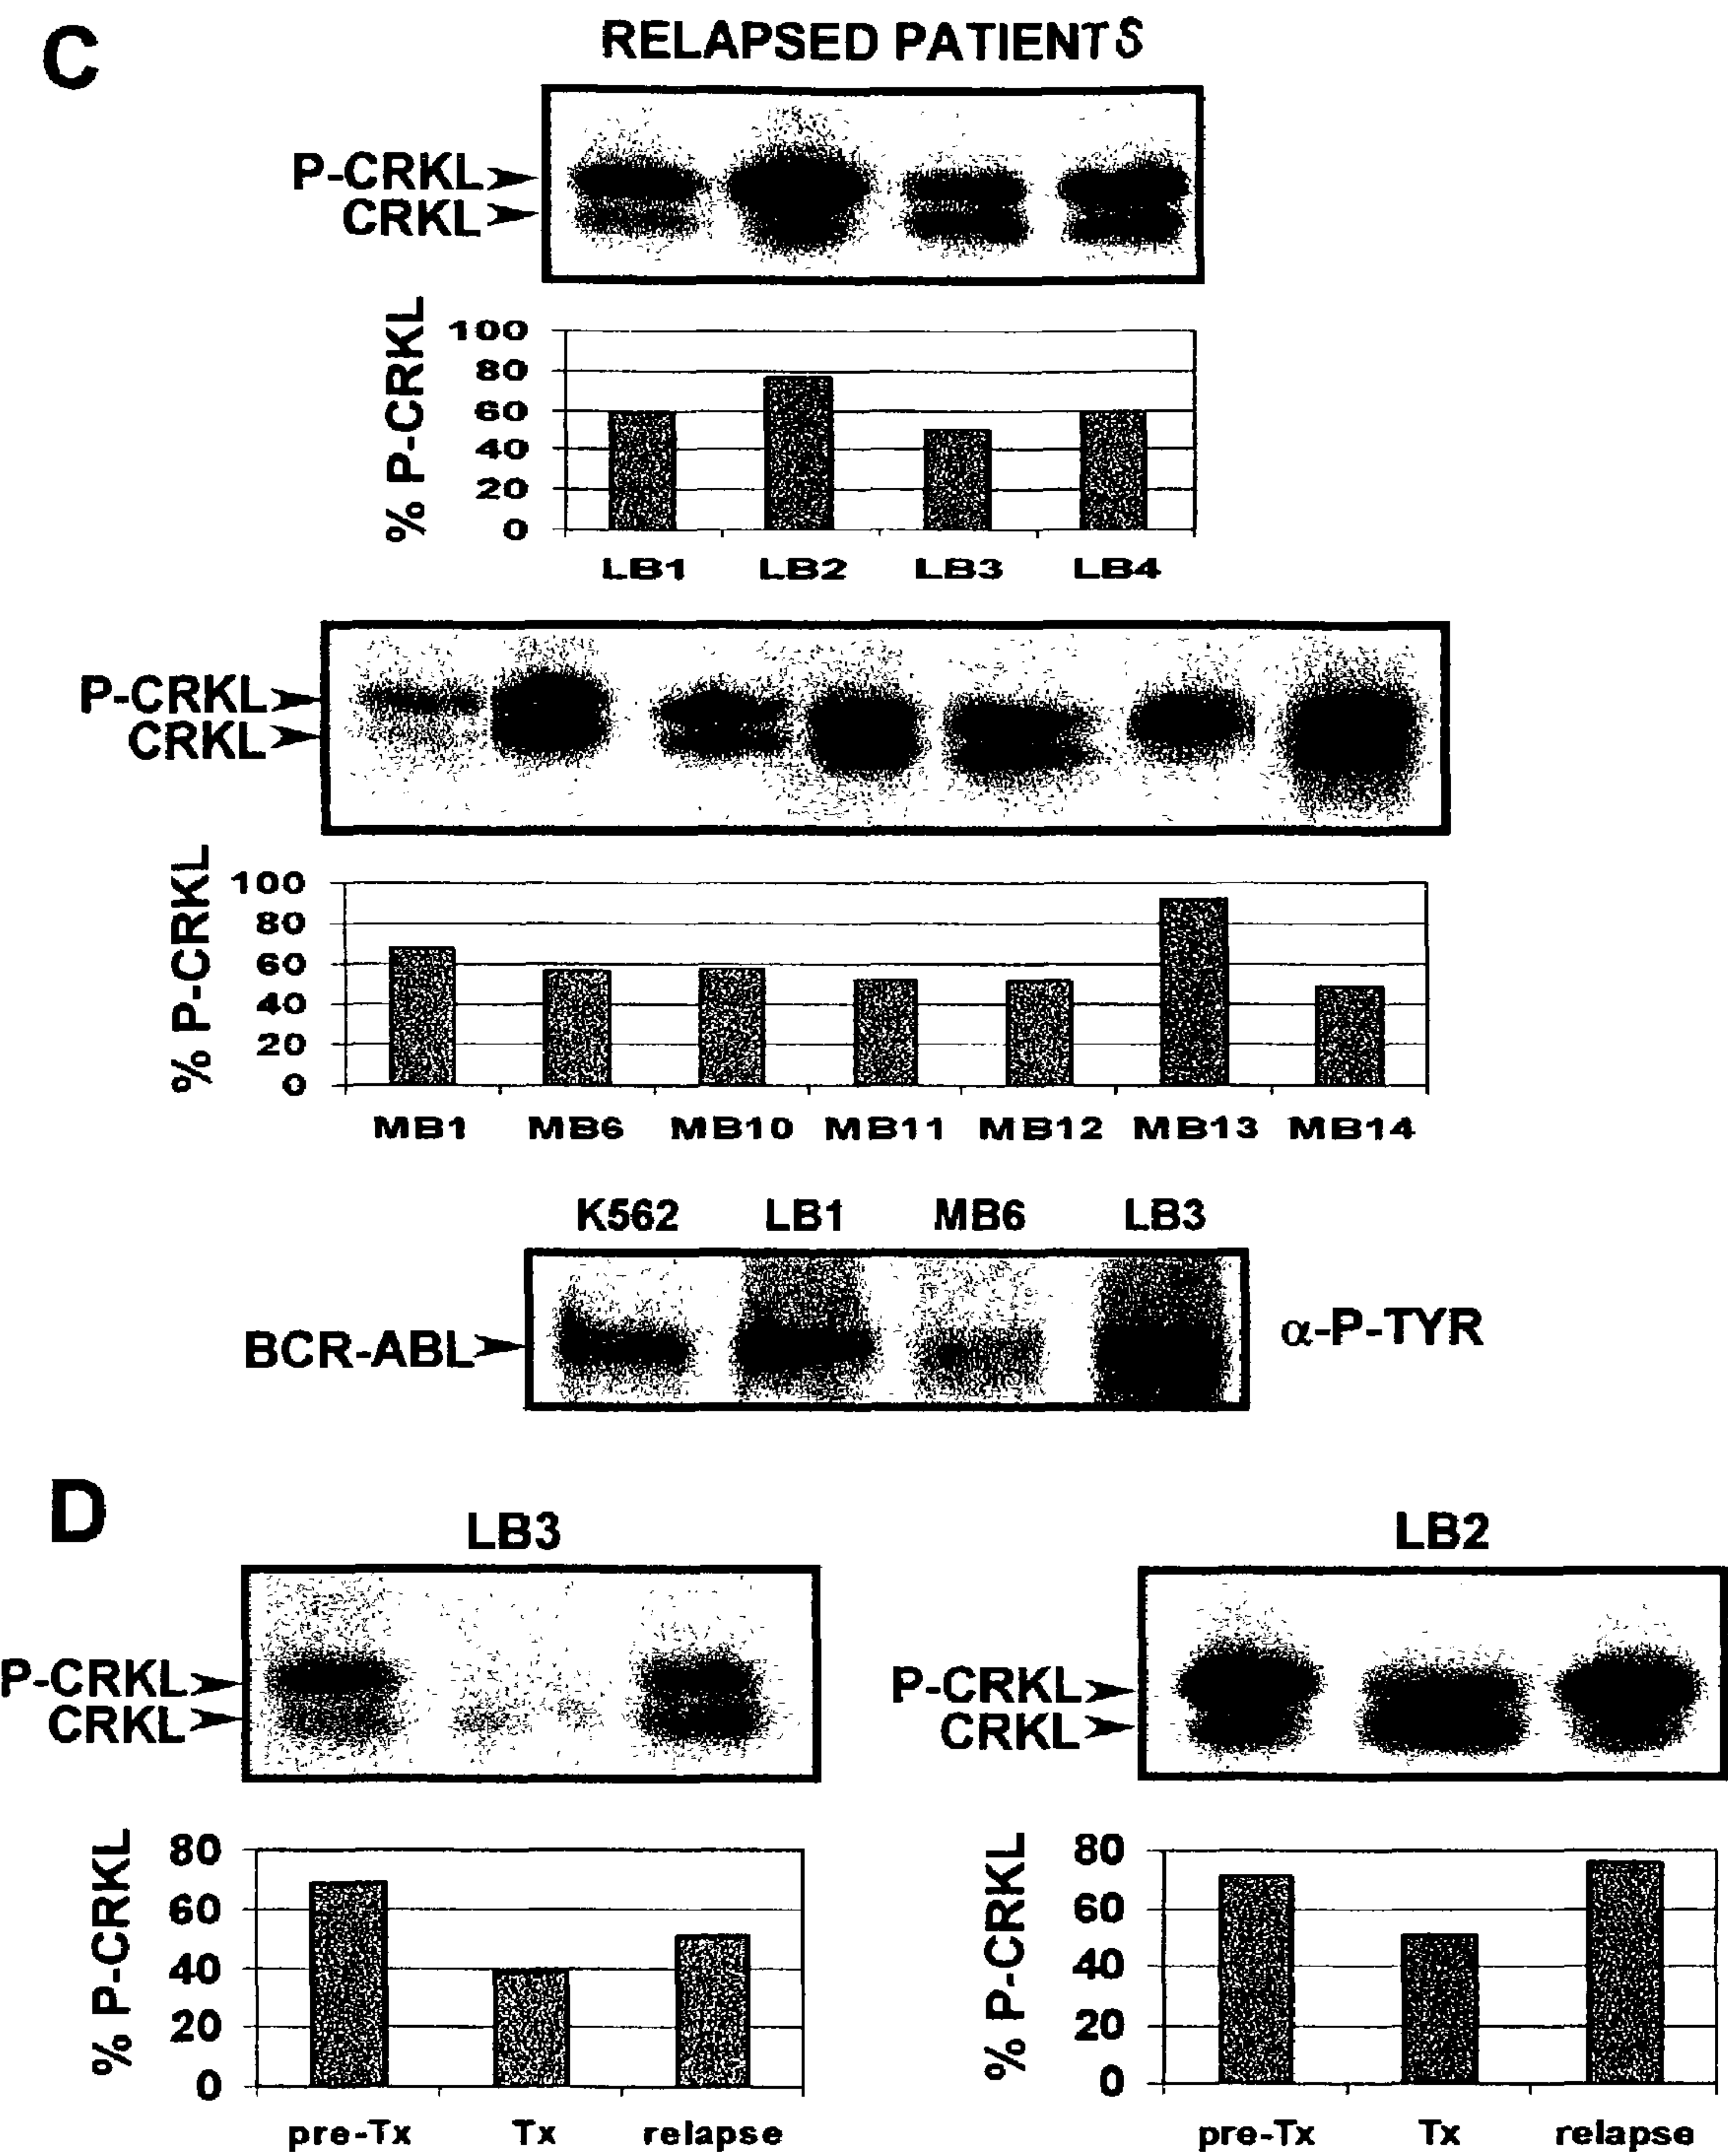 C
RELAPSED PATIENTS
P-CRKL
CRKL
% P-CRKL
100
80
60
40
20
0
LB1 LB2 LB3 LB4
P-CRKL
CRKL
% P-CRKL
100
80
60
40
20
0
MB1 MB6 MB10 MB11 MB12 MB13 MB14
K562 LB1 MB6 LB3
BCR-ABL
α-P-TYR
D
LB3
P-CRKL
CRKL
% P-CRKL
80
60
40
20
0
pre-Tx Tx relapse
LB2
P-CRKL
CRKL
% P-CRKL
80
60
40
20
0
pre-Tx Tx relapse